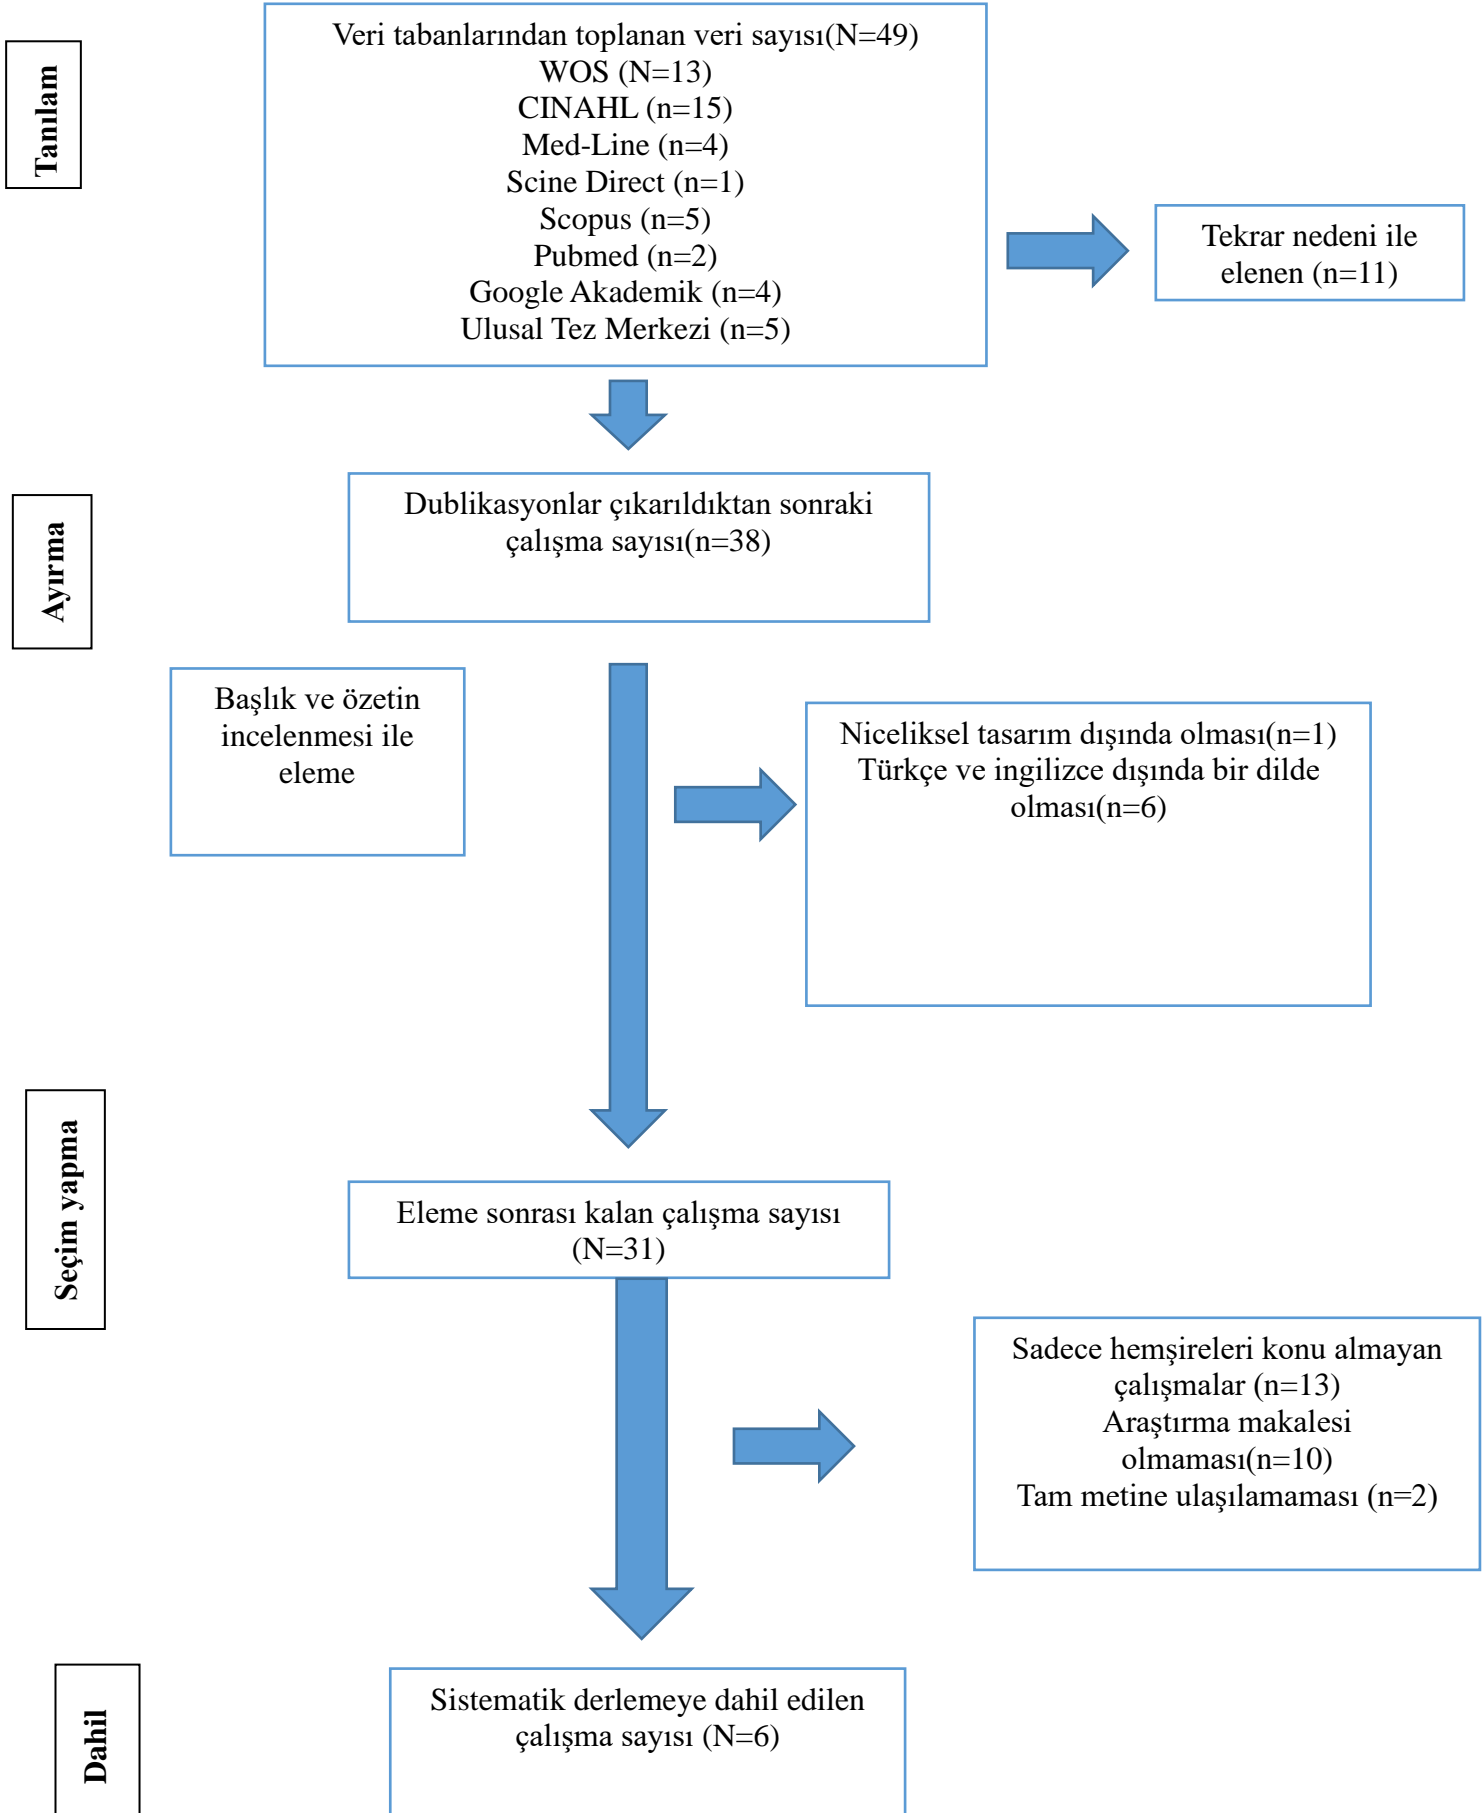 Tanılam
Veri tabanlarından toplanan veri sayısı(N=49)
WOS (N=13)
CINAHL (n=15)
Med-Line (n=4)
Scine Direct (n=1)
Scopus (n=5)
Pubmed (n=2)
Google Akademik (n=4)
Ulusal Tez Merkezi (n=5)
Tekrar nedeni ile
elenen (n=11)
Ayırma
Dublikasyonlar çıkarıldıktan sonraki
çalışma sayısı(n=38)
Başlık ve özetin
incelenmesi ile
eleme
Niceliksel tasarım dışında olması(n=1)
Türkçe ve ingilizce dışında bir dilde
olması(n=6)
Seçim yapma
Eleme sonrası kalan çalışma sayısı
(N=31)
Sadece hemşireleri konu almayan
çalışmalar (n=13)
Araştırma makalesi
olmaması(n=10)
Tam metine ulaşılamaması (n=2)
Dahil
Sistematik derlemeye dahil edilen
çalışma sayısı (N=6)